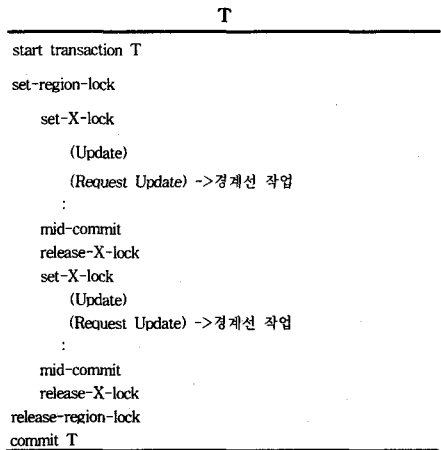 T
start transaction T
set-region-lock
set-X-lock
(Update)
(Request Update) ->경계선 작업
:
mid-commit
release-X-lock
set-X-lock
(Update)
(Request Update) ->경계선 작업
:
mid-commit
release-X-lock
release-region-lock
commit T